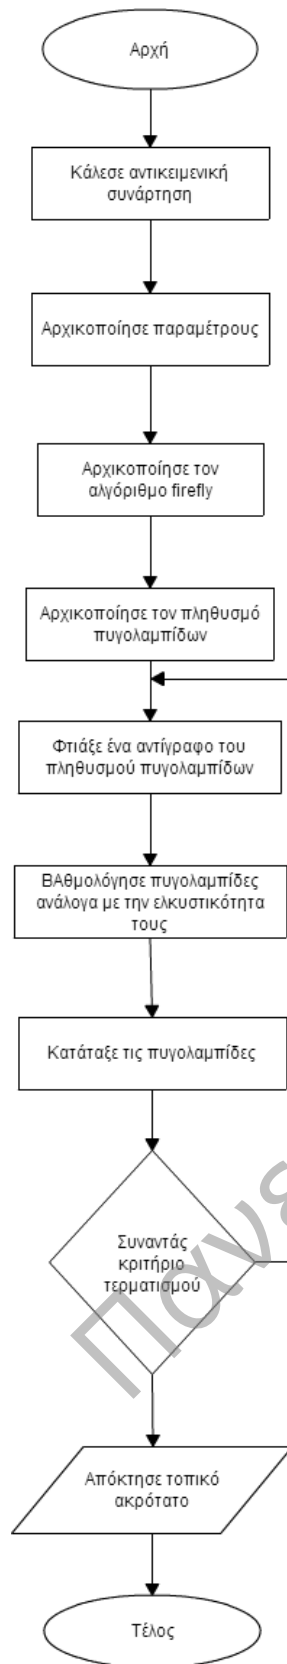 Αρχή
Κάλεσε αντικειμενική
συνάρτηση
Αρχικοποίησε παραμέτρους
Αρχικοποίησε τον
αλγόριθμο firefly
Αρχικοποίησε τον πληθυσμό
πυγολαμπίδων
Φτιάξε ένα αντίγραφο του
πληθυσμού πυγολαμπίδων
ΒΑθμολόγησε πυγολαμπίδες
ανάλογα με την ελκυστικότητα
τους
Κατάταξε τις πυγολαμπίδες
Συναντάς
κριτήριο
τερματισμού
Απόκτησε τοπικό
ακρότατο
Τέλος